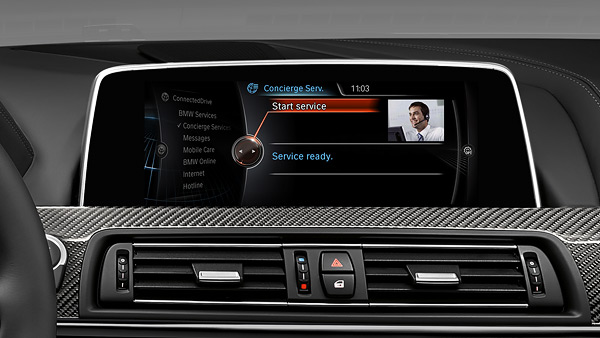 Concierge Serv.
11:03
ConnectedDrive
Start service
BMW Services
✓ Concierge Services
Messages
Mobile Care
Service ready.
BMW Online
Internet
Hotline